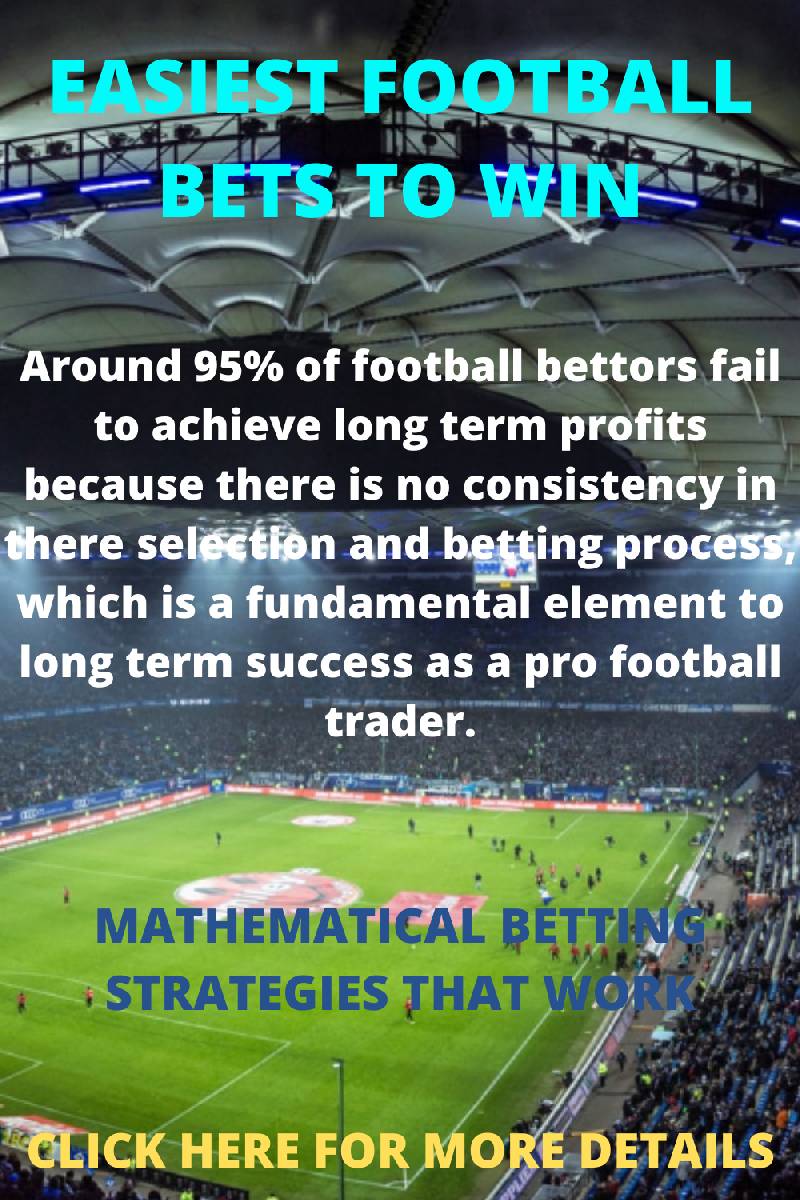 EASIEST FOOTBALL
BETS TO WIN
Around 95% of football bettors fail
to achieve long term profits
because there is no consistency in
there selection and betting process,
which is a fundamental element to
long term success as a pro football
trader.
MATHEMATICAL BETTING
STRATEGIES THAT WORK
CLICK HERE FOR MORE DETAILS